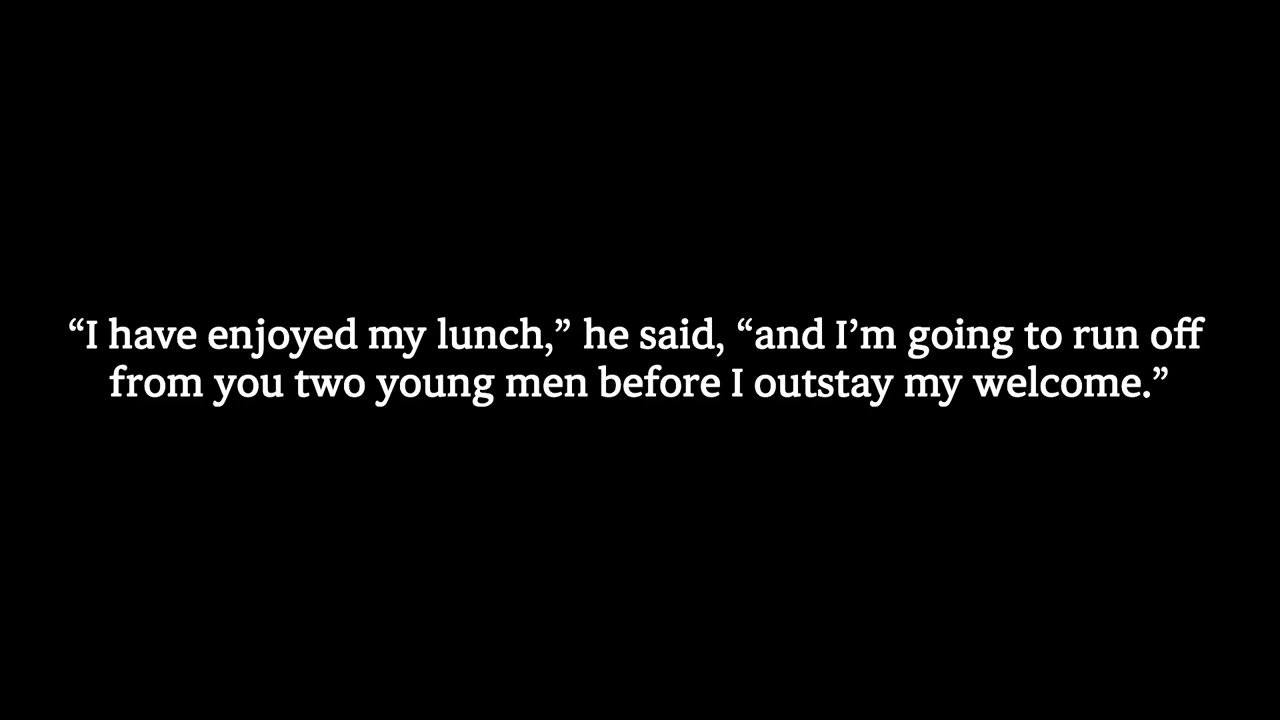 “I have enjoyed my lunch,” he said, “and I’m going to run off
from you two young men before I outstay my welcome.”